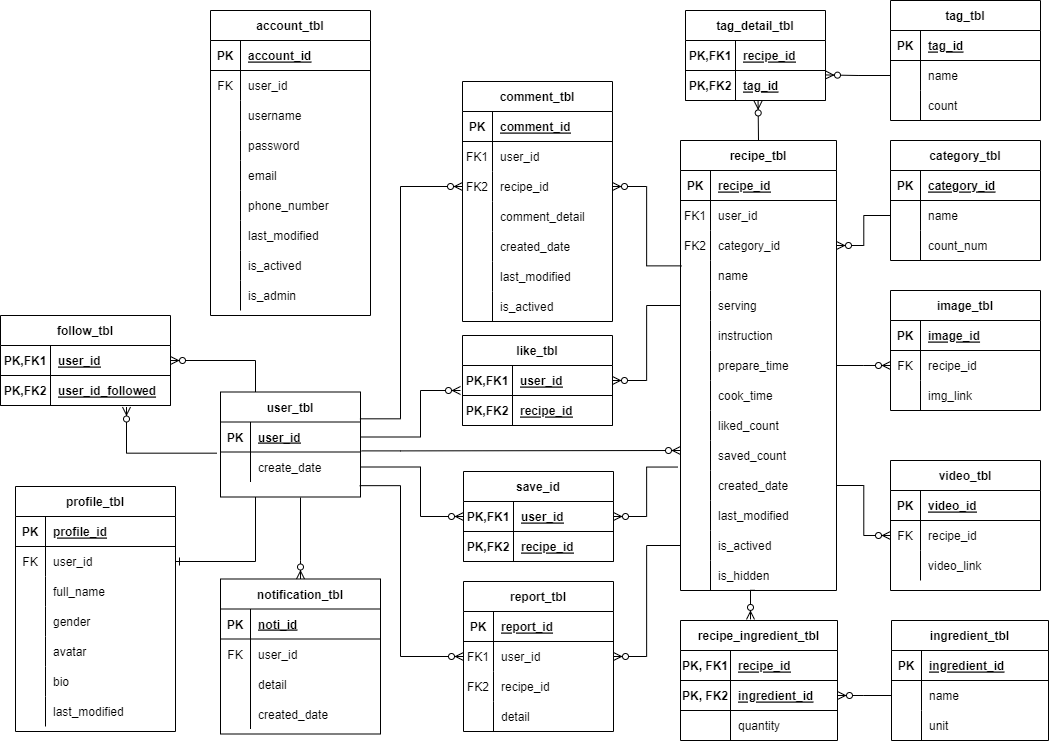 account_tbl
PK account_id
FK user_id
username
password
email
phone_number
last_modified
is_actived
is_admin
comment_tbl
PK comment_id
FK1 user_id
FK2 recipe_id
comment_detail
created_date
last_modified
is_actived
tag_detail_tbl
PK,FK1 recipe_id
PK,FK2 tag_id
tag_tbl
PK tag_id
name
count
recipe_tbl
PK recipe_id
FK1 user_id
FK2 category_id
name
serving
instruction
prepare_time
cook_time
liked_count
saved_count
created_date
last_modified
is_actived
is_hidden
category_tbl
PK category_id
name
count_num
image_tbl
PK image_id
FK recipe_id
img_link
follow_tbl
PK,FK1 user_id
PK,FK2 user_id_followed
like_tbl
PK,FK1 user_id
PK,FK2 recipe_id
user_tbl
PK user_id
create_date
save_id
PK,FK1 user_id
PK,FK2 recipe_id
video_tbl
PK video_id
FK recipe_id
video_link
profile_tbl
PK profile_id
FK user_id
full_name
gender
avatar
bio
last_modified
notification_tbl
PK noti_id
FK user_id
detail
created_date
report_tbl
PK report_id
FK1 user_id
FK2 recipe_id
detail
recipe_ingredient_tbl
PK, FK1 recipe_id
PK, FK2 ingredient_id
quantity
ingredient_tbl
PK ingredient_id
name
unit